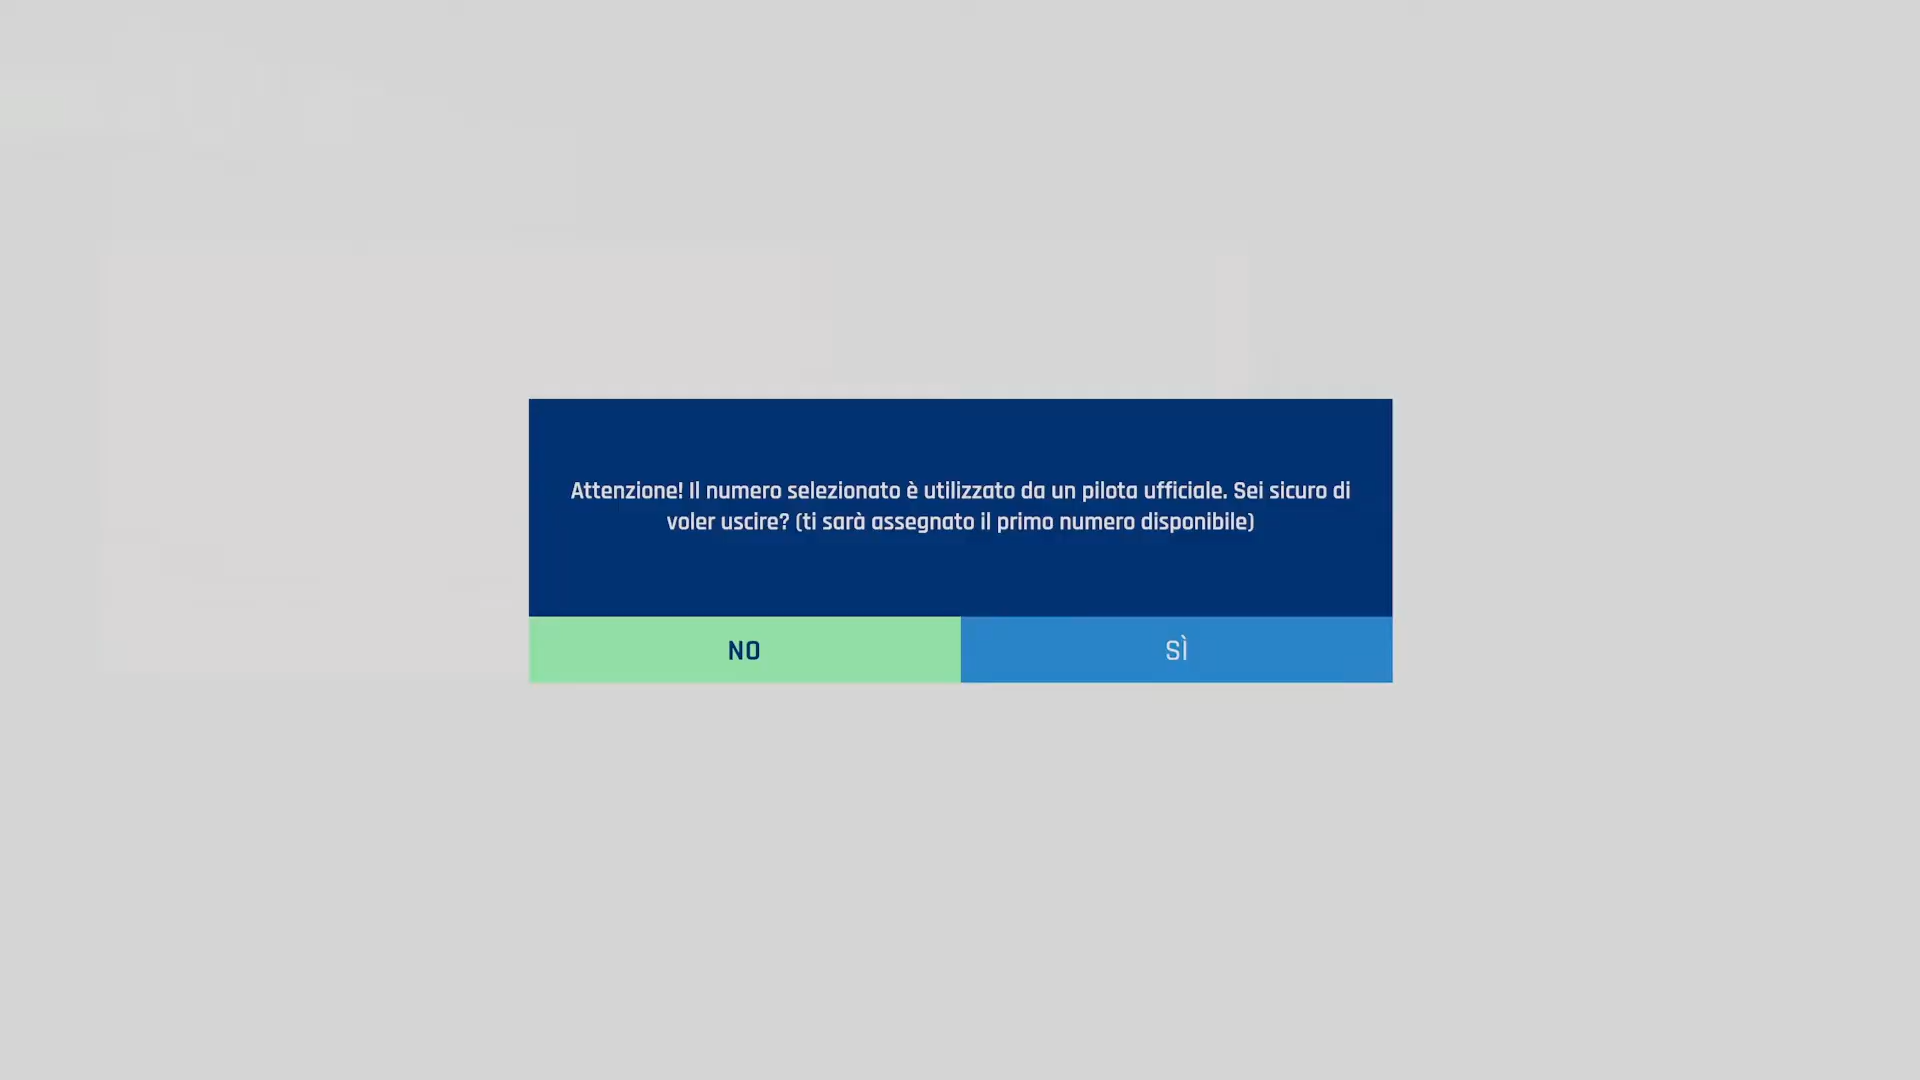 Attenzione! Il numero selezionato è utilizzato da un pilota ufficiale. Sei sicuro di
voler uscire? (ti sarà assegnato il primo numero disponibile)
NO
SÌ